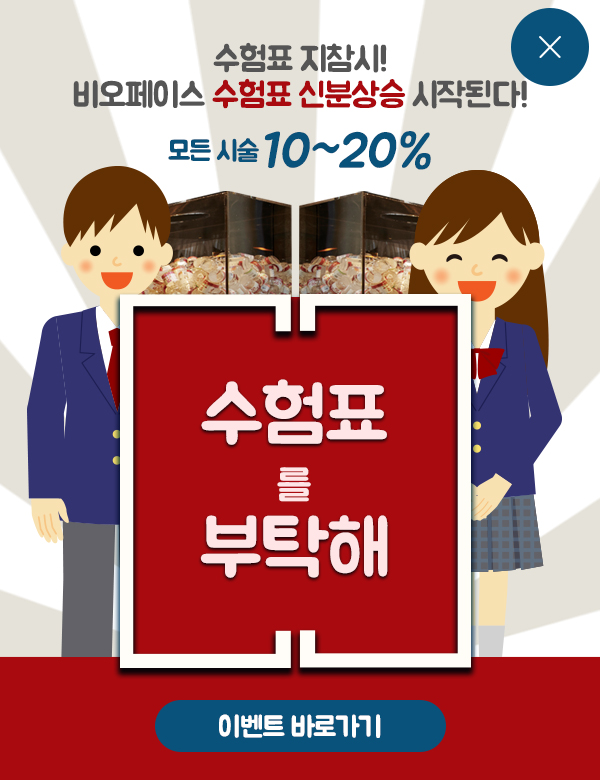 수험표 지참시!
비오페이스 수험표 신분상승 시작된다!
모든 시술 10~20%
수험표
를
부탁해
이벤트 바로가기